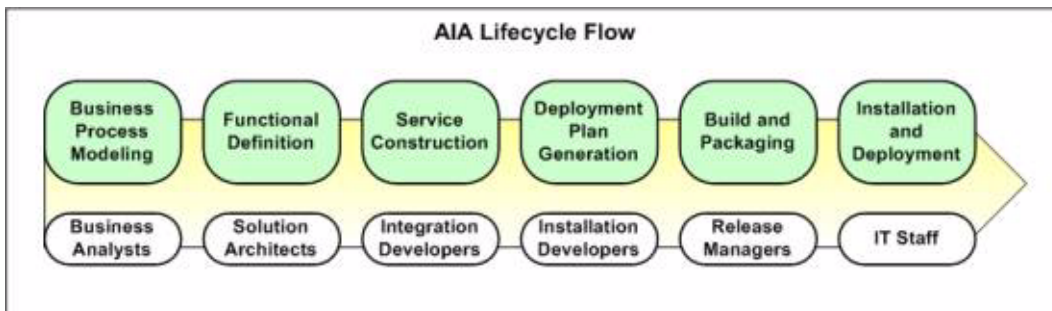 AIA Lifecycle Flow
Business
Process
Modeling
Functional
Definition
Service
Construction
Deployment
Plan
Generation
Build and
Packaging
Installation
and
Deployment
Business
Analysts
Solution
Architects
Integration
Developers
Installation
Developers
Release
Managers
IT Staff